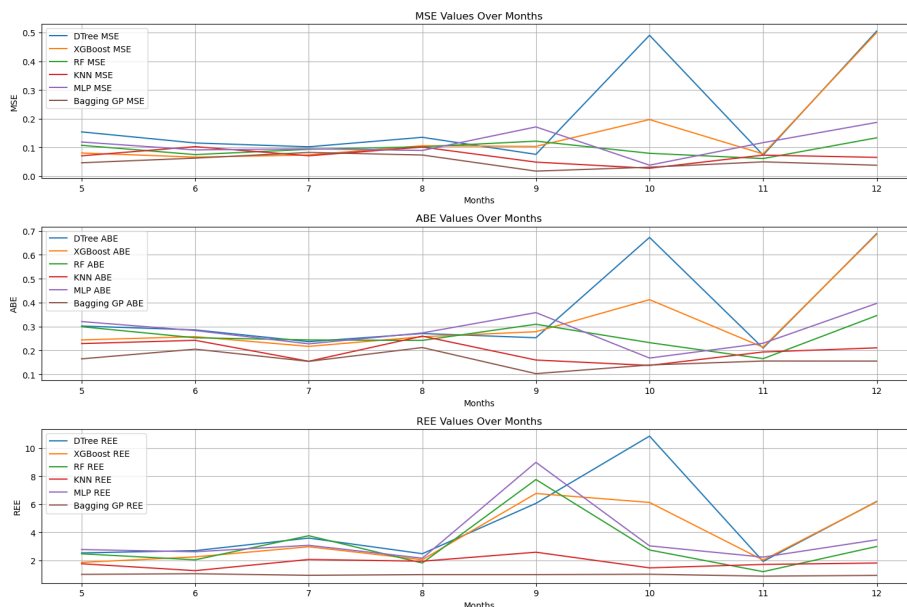 MSE Values Over Months
DTree MSE
XGBoost MSE
RF MSE
KNN MSE
MLP MSE
Bagging GP MSE
MSE
0.5
0.4
0.3
0.2
0.1
0.0
5 6 7 8 9 10 11 12
Months
ABE Values Over Months
DTree ABE
XGBoost ABE
RF ABE
KNN ABE
MLP ABE
Bagging GP ABE
ABE
0.7
0.6
0.5
0.4
0.3
0.2
0.1
5 6 7 8 9 10 11 12
Months
REE Values Over Months
DTree REE
XGBoost REE
RF REE
KNN REE
MLP REE
Bagging GP REE
REE
10
8
6
4
2
5 6 7 8 9 10 11 12
Months